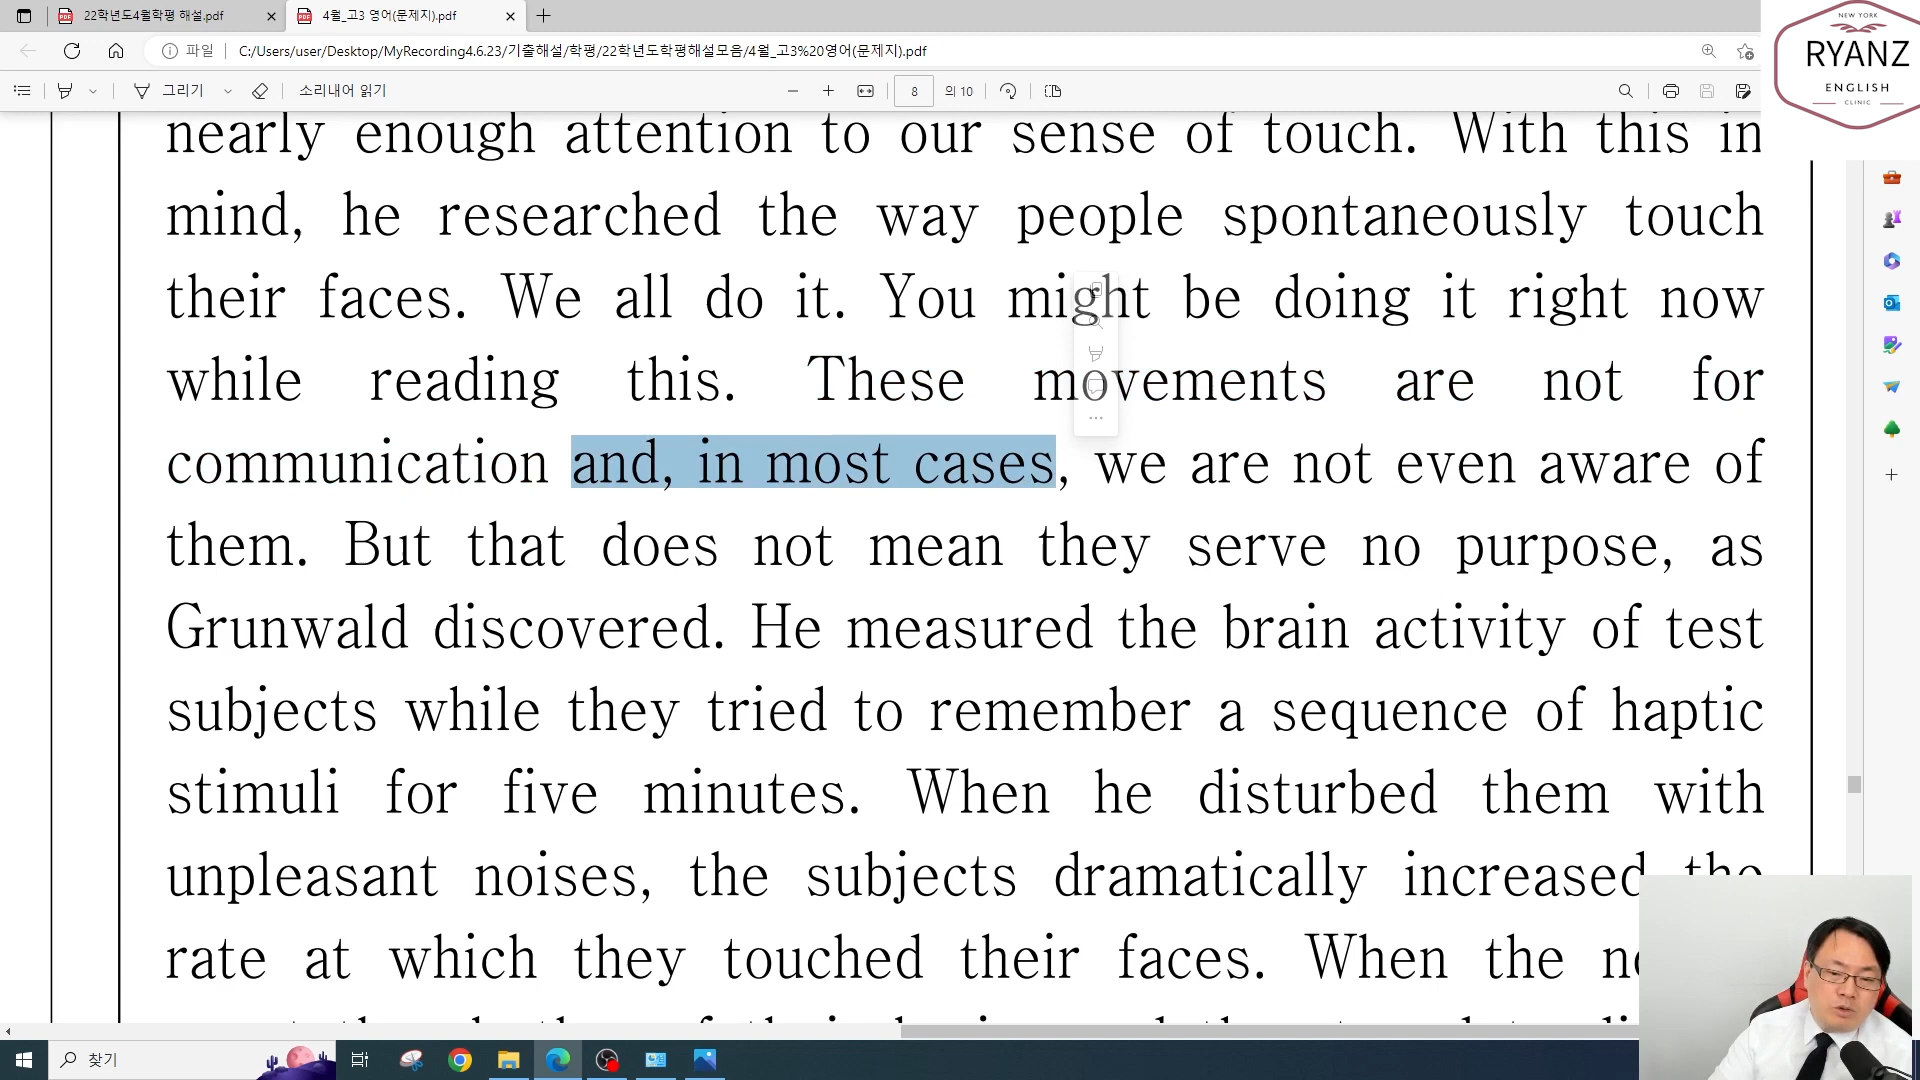 22학년도4월학평 해설.pdf
4월_고3 영어(문제지).pdf
파일
C:/Users/user/Desktop/MyRecording4.6.23/기출해설/학평/22학년도학평해설모음/4월_고3%20영어(문제지).pdf
NEW YORK
RYANZ
ENGLISH
CLINIC
그리기
소리내어 읽기
8
의 10
nearly enough attention to our sense of touch. With this in
mind, he researched the way people spontaneously touch
their faces. We all do it. You might be doing it right now
while reading this. These movements are not for
communication and, in most cases, we are not even aware of
them. But that does not mean they serve no purpose, as
Grunwald discovered. He measured the brain activity of test
subjects while they tried to remember a sequence of haptic
stimuli for five minutes. When he disturbed them with
unpleasant noises, the subjects dramatically increased the
rate at which they touched their faces. When the
찾기